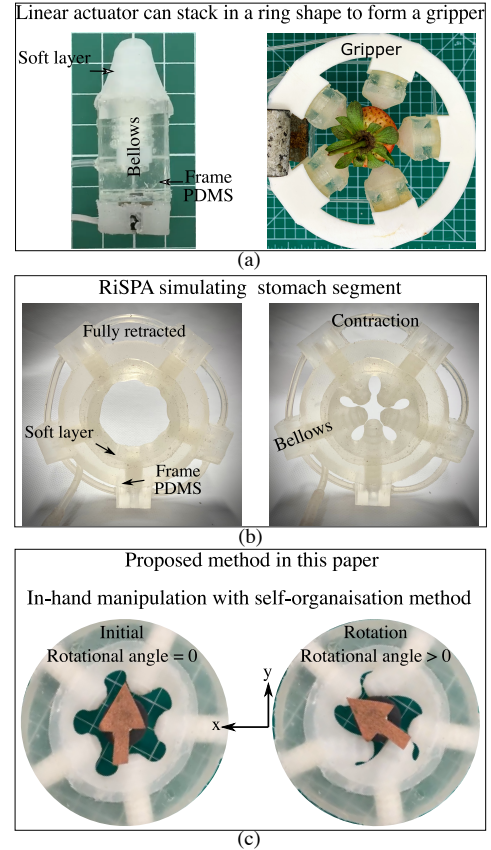 Linear actuator can stack in a ring shape to form a gripper
Soft layer
Bellows
Frame
PDMS
Gripper
(a)
RiSPA simulating stomach segment
Fully retracted
Soft layer
Frame
PDMS
Contraction
Bellows
(b)
Proposed method in this paper
In-hand manipulation with self-organaisation method
Initial
Rotational angle = 0
Rotation
Rotational angle > 0
y
x
(c)